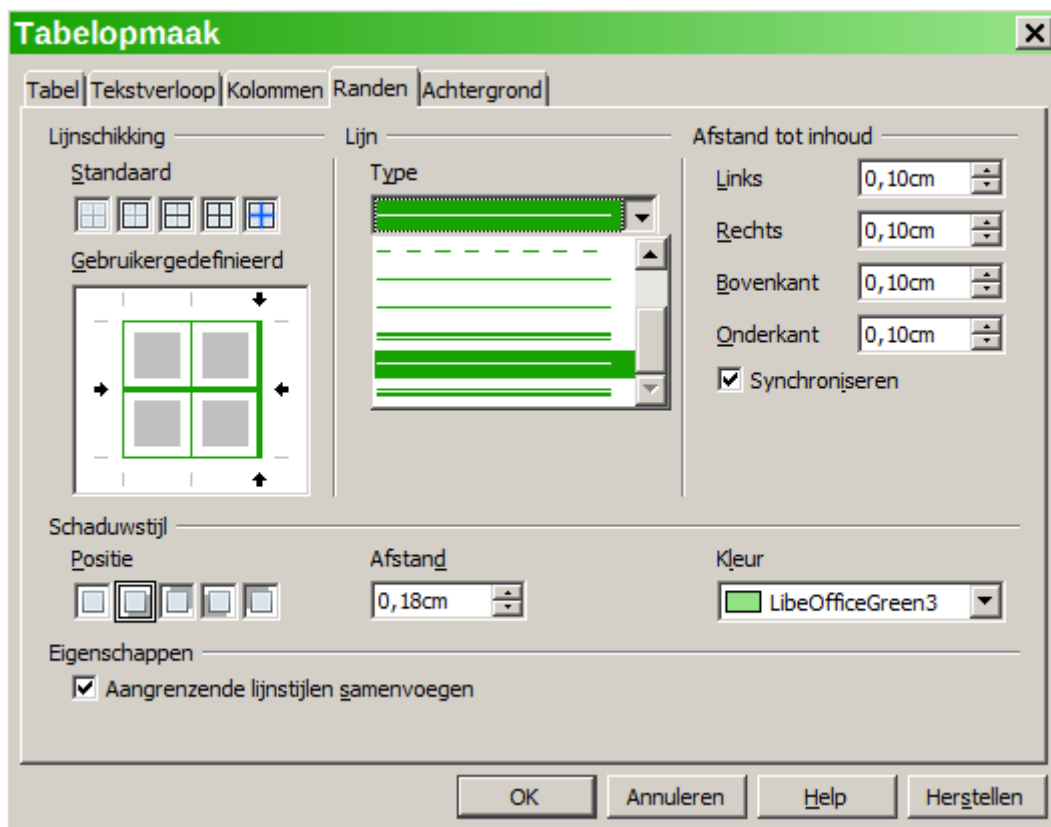 Tabelopmaak
Tabel Tekstverloop Kolommen Randen Achtergrond
Lijnschikking
Standaard
Gebruikergedefinieerd
Lijn
Type
Afstand tot inhoud
Links 0,10cm
Rechts 0,10cm
Bovenkant 0,10cm
Onderkant 0,10cm
Synchroniseren
Schaduwstijl
Positie
Afstand
0,18cm
Kleur
LibeOfficeGreen3
Eigenschappen
Aangrenzende lijnstijlen samenvoegen
OK Annuleren Help Herstellen